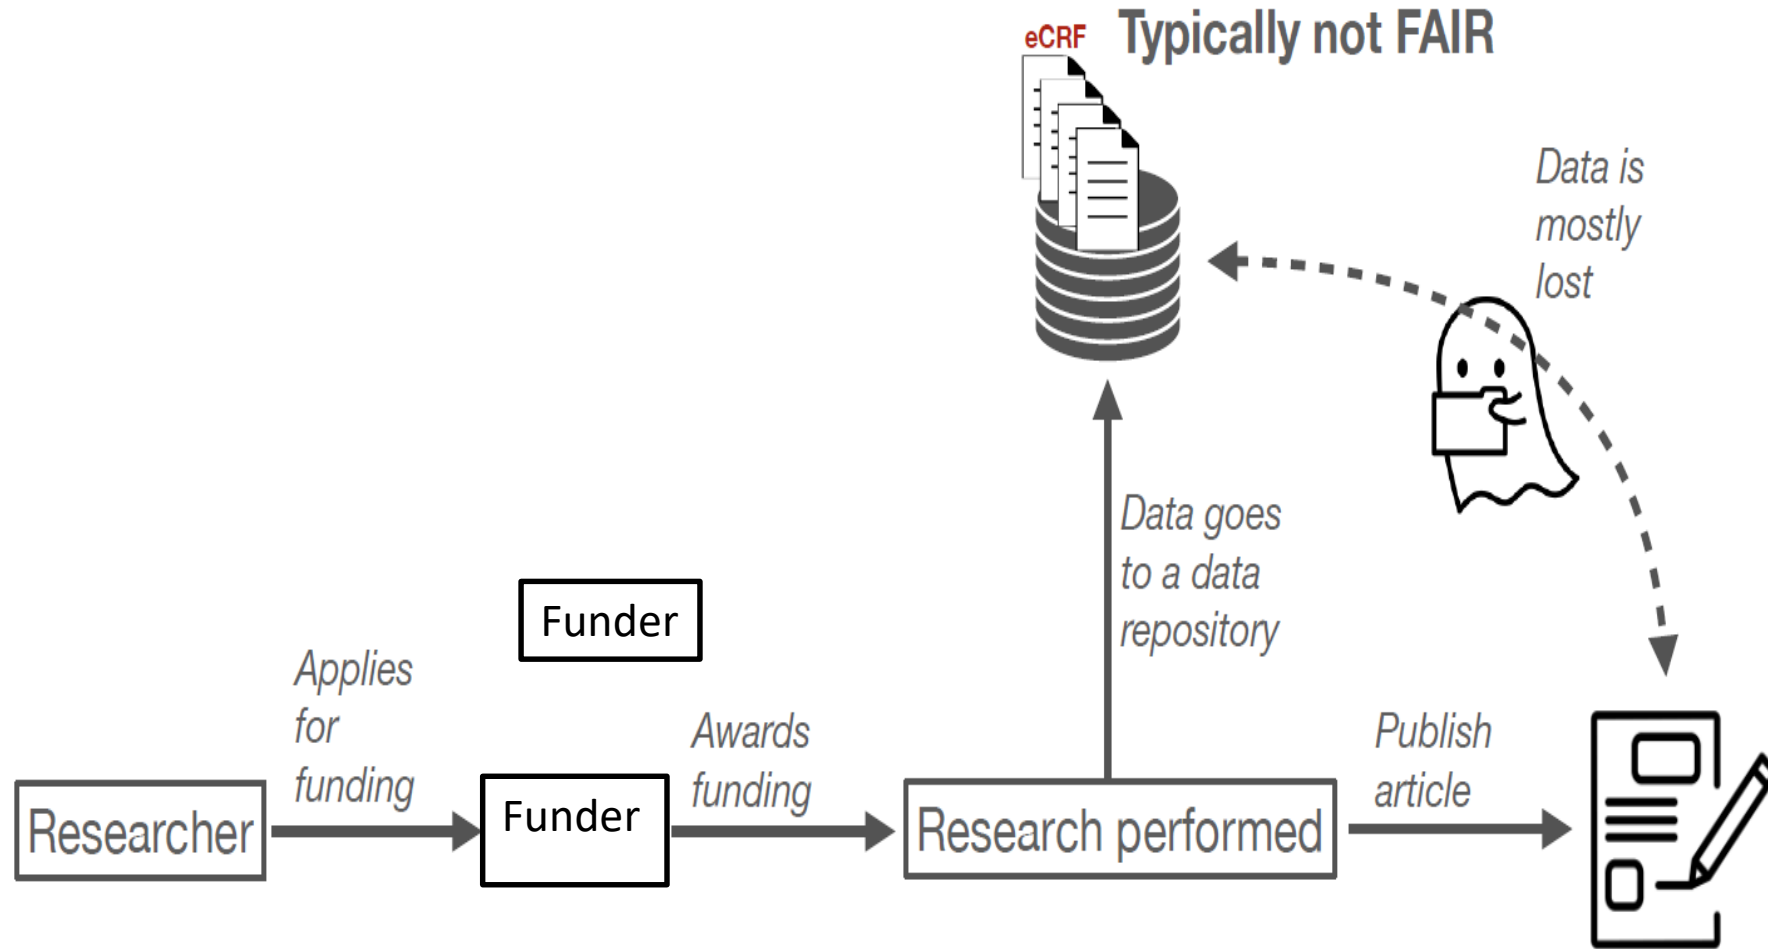 eCRF
Typically not FAIR
Data is
mostly
lost
Data goes
to a data
repository
Funder
Applies
for
funding
Awards
funding
Publish
article
Researcher
Funder
Research performed